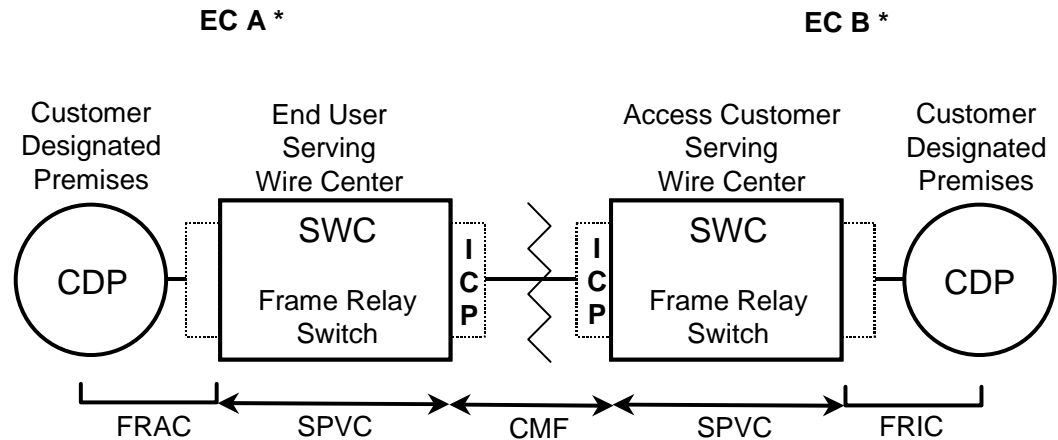 EC A *
EC B *
Customer
Designated
Premises
End User
Serving
Wire Center
Access Customer
Serving
Wire Center
Customer
Designated
Premises
CDP
SWC
Frame Relay
Switch
I
C
P
I
C
P
SWC
Frame Relay
Switch
CDP
FRAC
SPVC
CMF
SPVC
FRIC